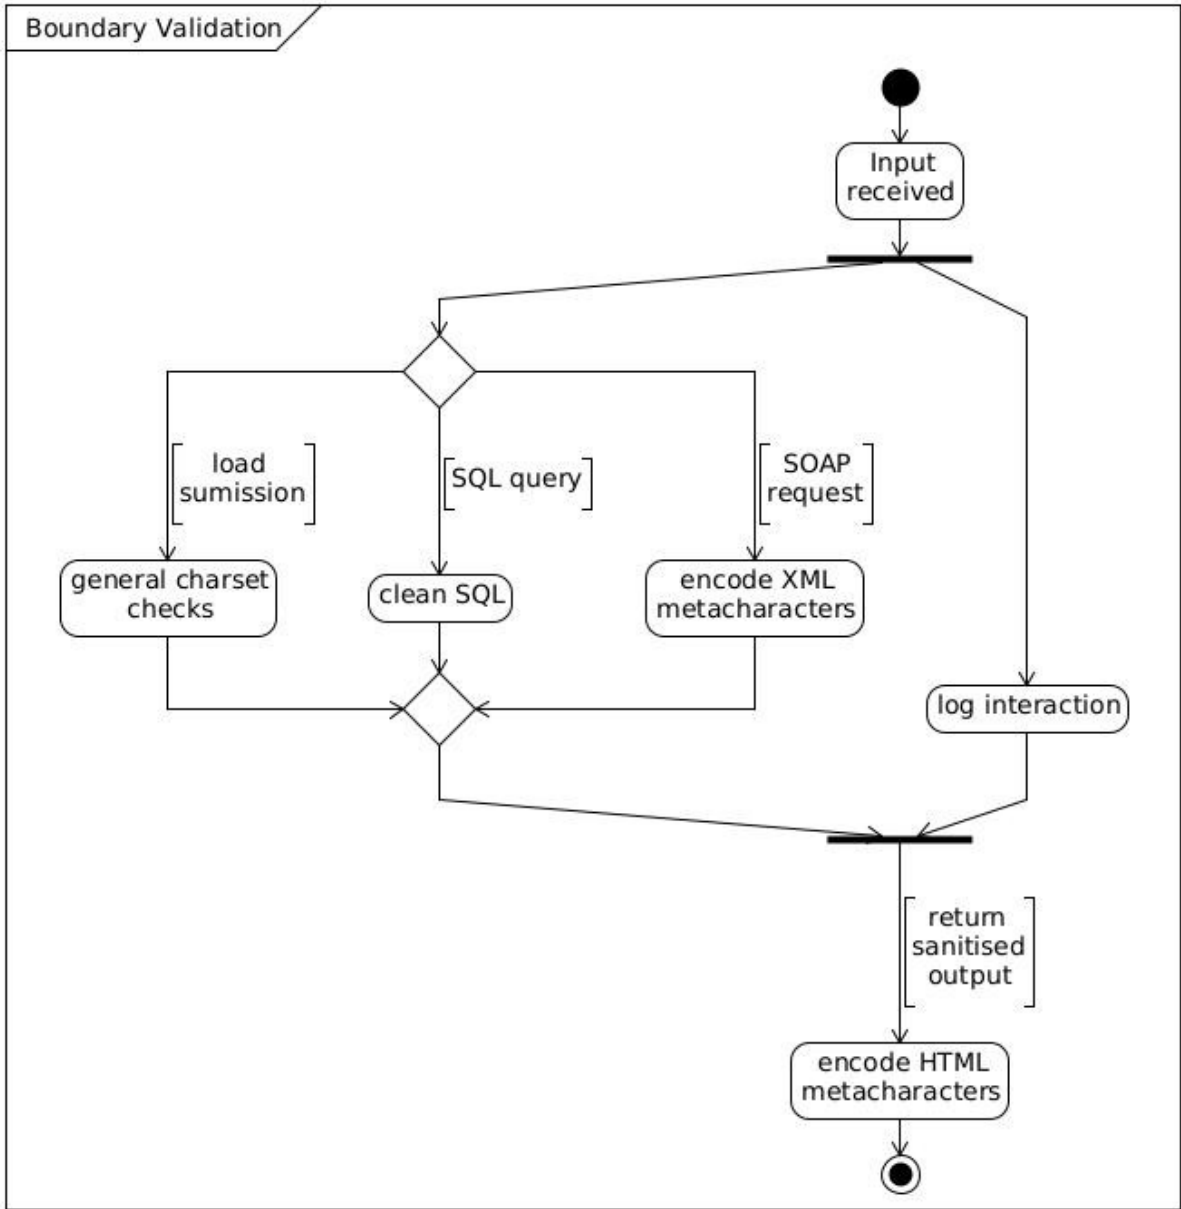 Boundary Validation
Input
received
load
sumission
SQL query
SOAP
request
general charset
checks
clean SQL
encode XML
metacharacters
log interaction
return
sanitised
output
encode HTML
metacharacters